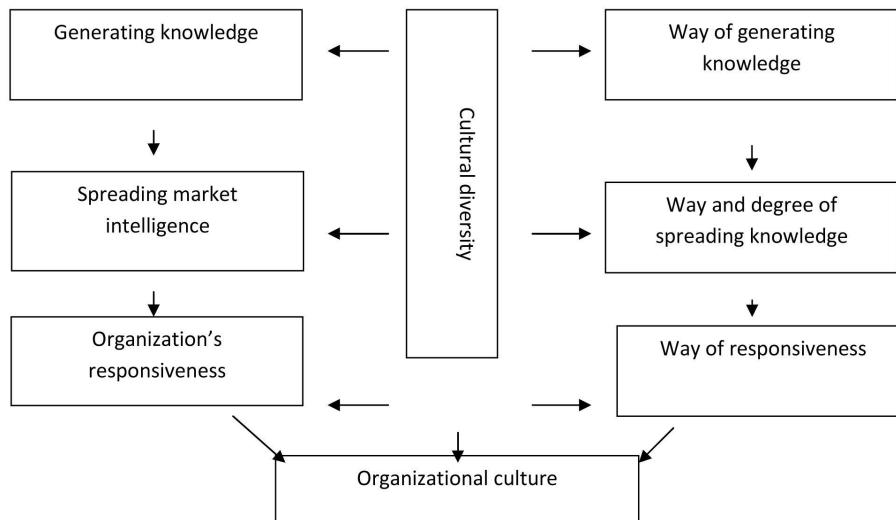 Generating knowledge
Way of generating
knowledge
Cultural diversity
Spreading market
intelligence
Way and degree of
spreading knowledge
Organization’s
responsiveness
Way of responsiveness
Organizational culture